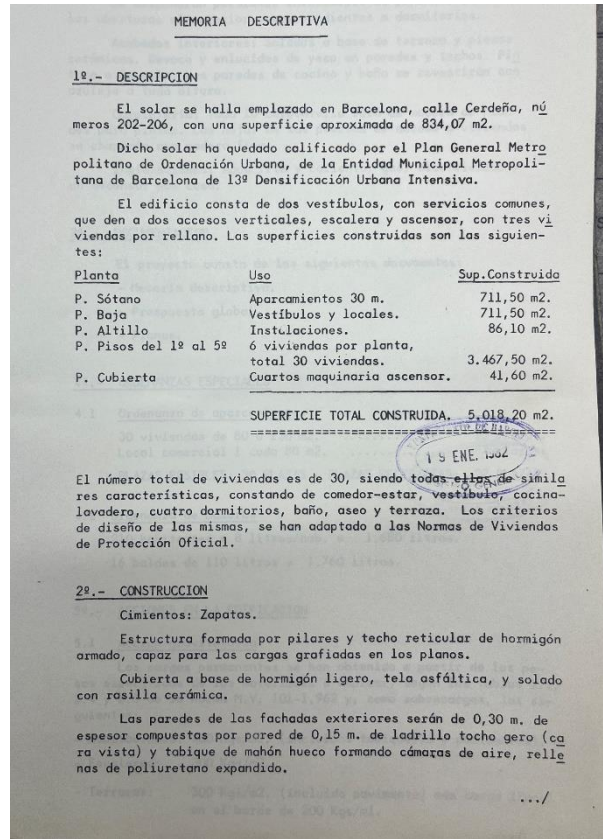 MEMORIA DESCRIPTIVA
1º.- DESCRIPCION
El solar se halla emplazado en Barcelona, calle Cerdeña, nú
meros 202-206, con una superficie aproximada de 834,07 m2.
Dicho solar ha quedado calificado por el Plan General Metro
politano de Ordenación Urbana, de la Entidad Municipal Metropoli-
tana de Barcelona de 13º Densificación Urbana Intensiva.
El edificio consta de dos vestíbulos, con servicios comunes,
que den a dos accesos verticales, escalera y ascensor, con tres vi
viendas por rellano. Las superficies construidas son las siguien-
tes:
Planta Uso Sup.Construida
P. Sótano Aparcamientos 30 m. 711,50 m2.
P. Baja Vestíbulos y locales. 711,50 m2.
P. Altillo Instalaciones. 86,10 m2.
P. Pisos del 1º al 5º 6 viviendas por planta,
total 30 viviendas. 3.467,50 m2.
P. Cubierta Cuartos maquinaria ascensor. 41,60 m2.
SUPERFICIE TOTAL CONSTRUIDA. 5.018,20 m2.
19 ENE. 1982
El número total de viviendas es de 30, siendo todas ellas de simila
res características, constando de comedor-estar, vestíbulo, cocina-
lavadero, cuatro dormitorios, baño, aseo y terraza. Los criterios
de diseño de las mismas, se han adaptado a las Normas de Viviendas
de Protección Oficial.
2º.- CONSTRUCCION
Cimientos: Zapatas.
Estructura formada por pilares y techo reticular de hormigón
armado, capaz para las cargas grafiadas en los planos.
Cubierta a base de hormigón ligero, tela asfáltica, y solado
con rasilla cerámica.
Las paredes de las fachadas exteriores serán de 0,30 m. de
espesor compuestas por pared de 0,15 m. de ladrillo tocho gero (ca
ra vista) y tabique de mahón hueco formando cámaras de aire, relle
nas de poliuretano expandido.
.../